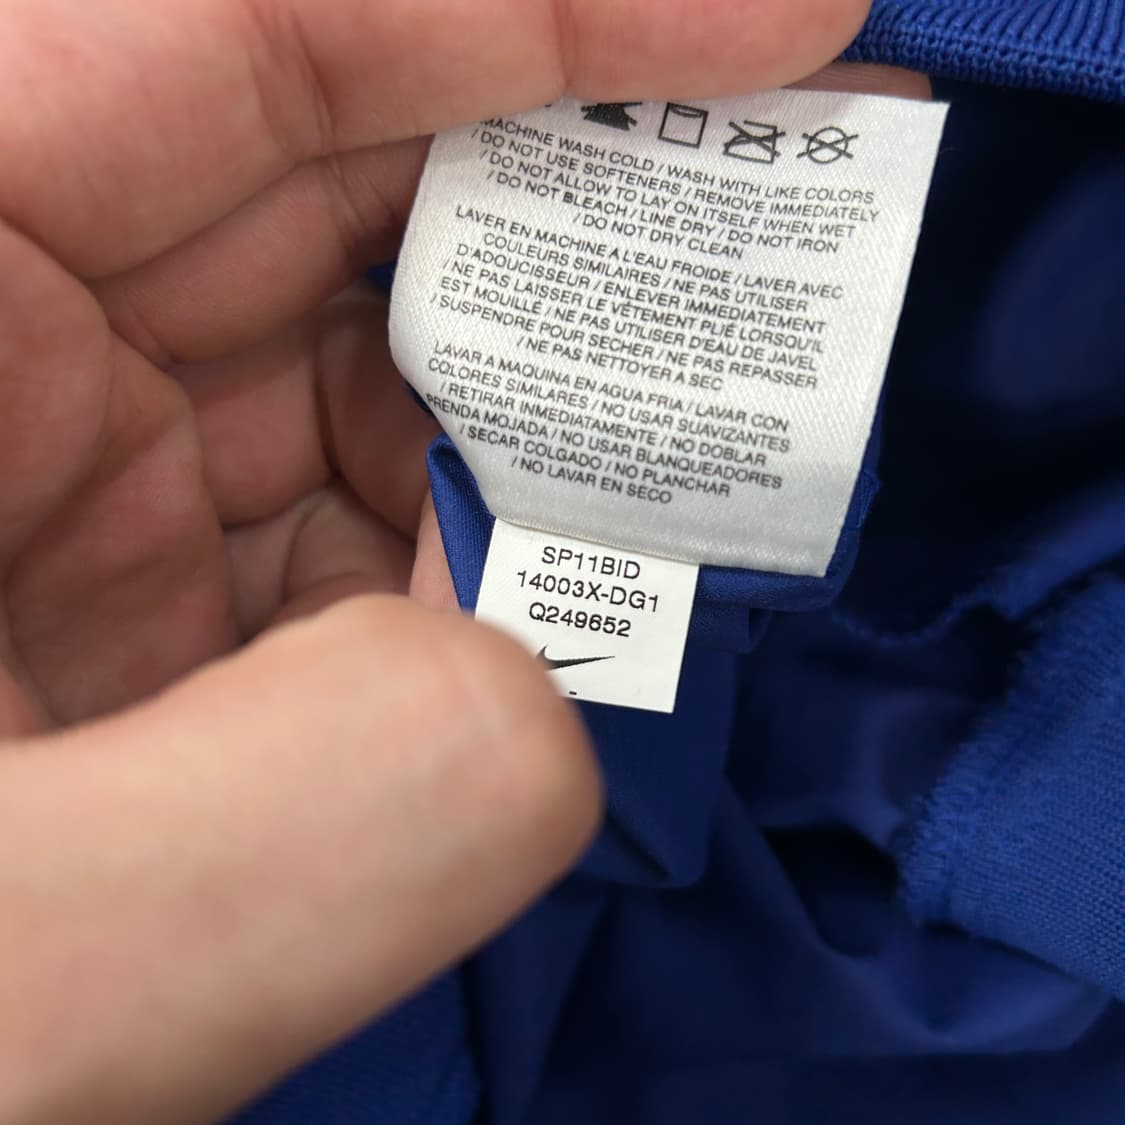 MACHINE WASH COLD / WASH WITH LIKE COLORS
/ DO NOT USE SOFTENERS / REMOVE IMMEDIATELY
/ DO NOT ALLOW TO LAY ON ITSELF WHEN WET
/ DO NOT BLEACH / LINE DRY / DO NOT IRON
/ DO NOT DRY CLEAN
LAVER EN MACHINE A L'EAU FROIDE / LAVER AVEC
COULEURS SIMILAIRES / NE PAS UTILISER
D'ADOUCISSEUR / ENLEVER IMMEDIATEMENT
/ NE PAS LAISSER LE VÊTEMENT PLIÉ LORSQU'IL
EST MOUILLÉ / NE PAS UTILISER D'EAU DE JAVEL
/ SUSPENDRE POUR SECHER / NE PAS REPASSER
/ NE PAS NETTOYER A SEC
LAVAR A MAQUINA EN AGUA FRIA / LAVAR CON
COLORES SIMILARES / NO USAR SUAVIZANTES
/ RETIRAR INMEDIATAMENTE / NO DOBLAR
PRENDA MOJADA / NO USAR BLANQUEADORES
/ SECAR COLGADO / NO PLANCHAR
/ NO LAVAR EN SECO
SP11BID
14003X-DG1
Q249652